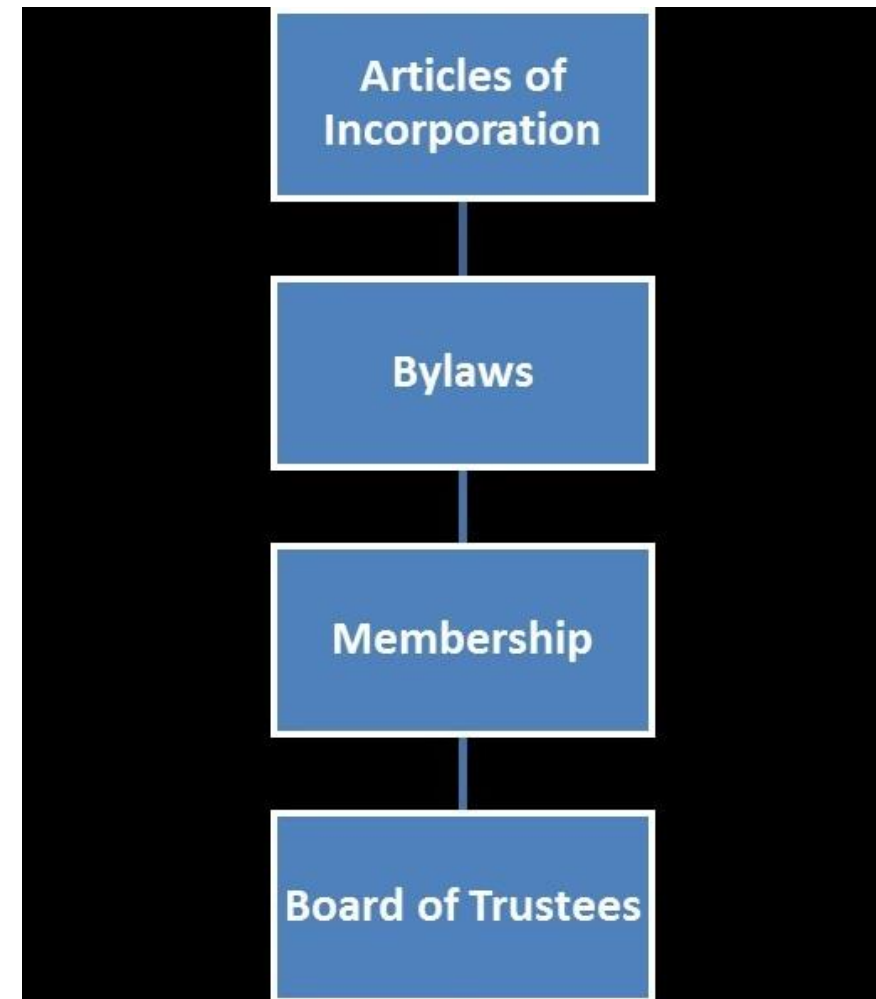 Articles of
Incorporation
Bylaws
Membership
Board of Trustees